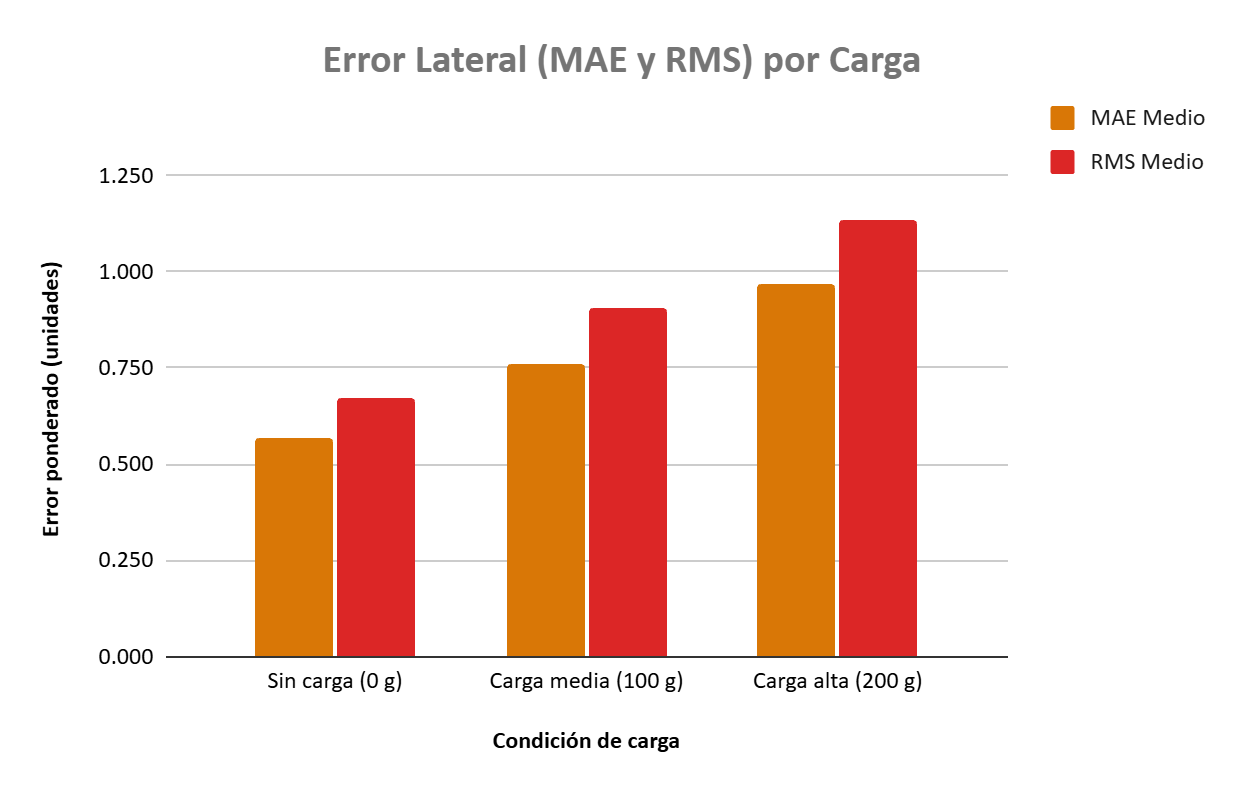 Error Lateral (MAE y RMS) por Carga
MAE Medio
RMS Medio
1.250
1.000
0.750
0.500
0.250
0.000
Error ponderado (unidades)
Sin carga (0 g)
Carga media (100 g)
Carga alta (200 g)
Condición de carga